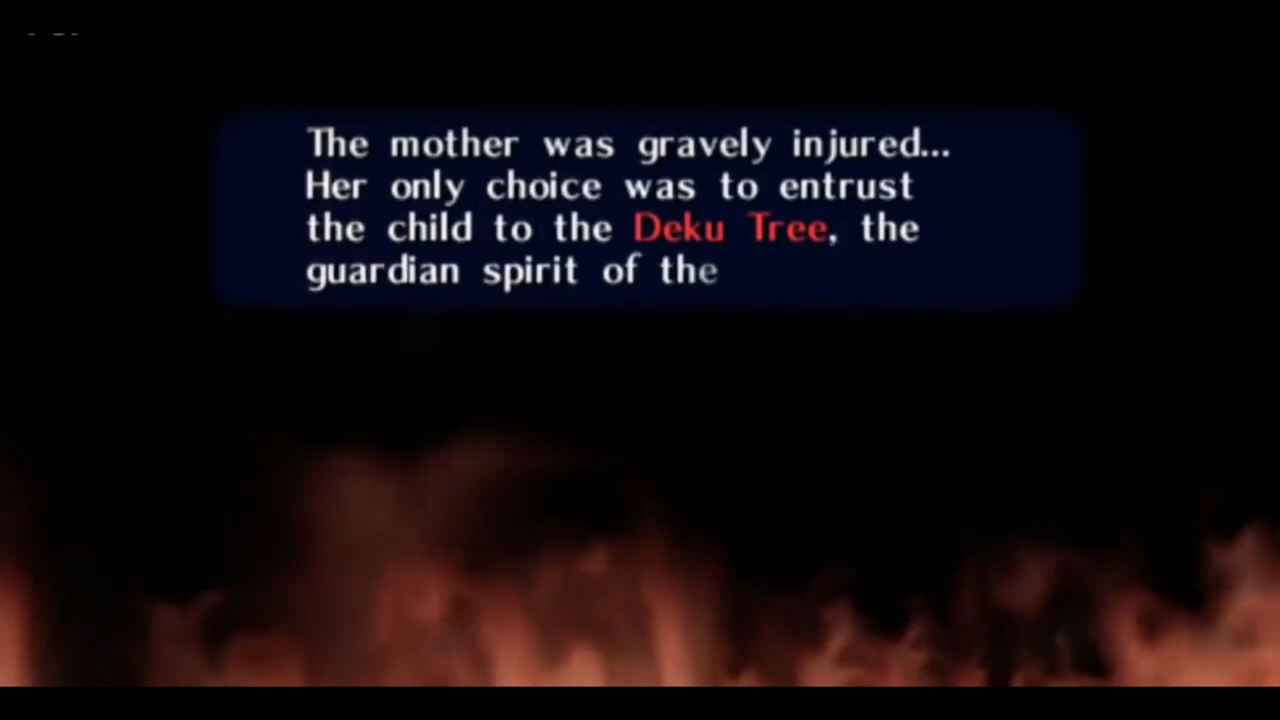 The mother was gravely injured...
Her only choice was to entrust
the child to the Deku Tree, the
guardian spirit of the